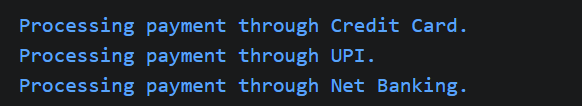 Processing payment through Credit Card.
Processing payment through UPI.
Processing payment through Net Banking.